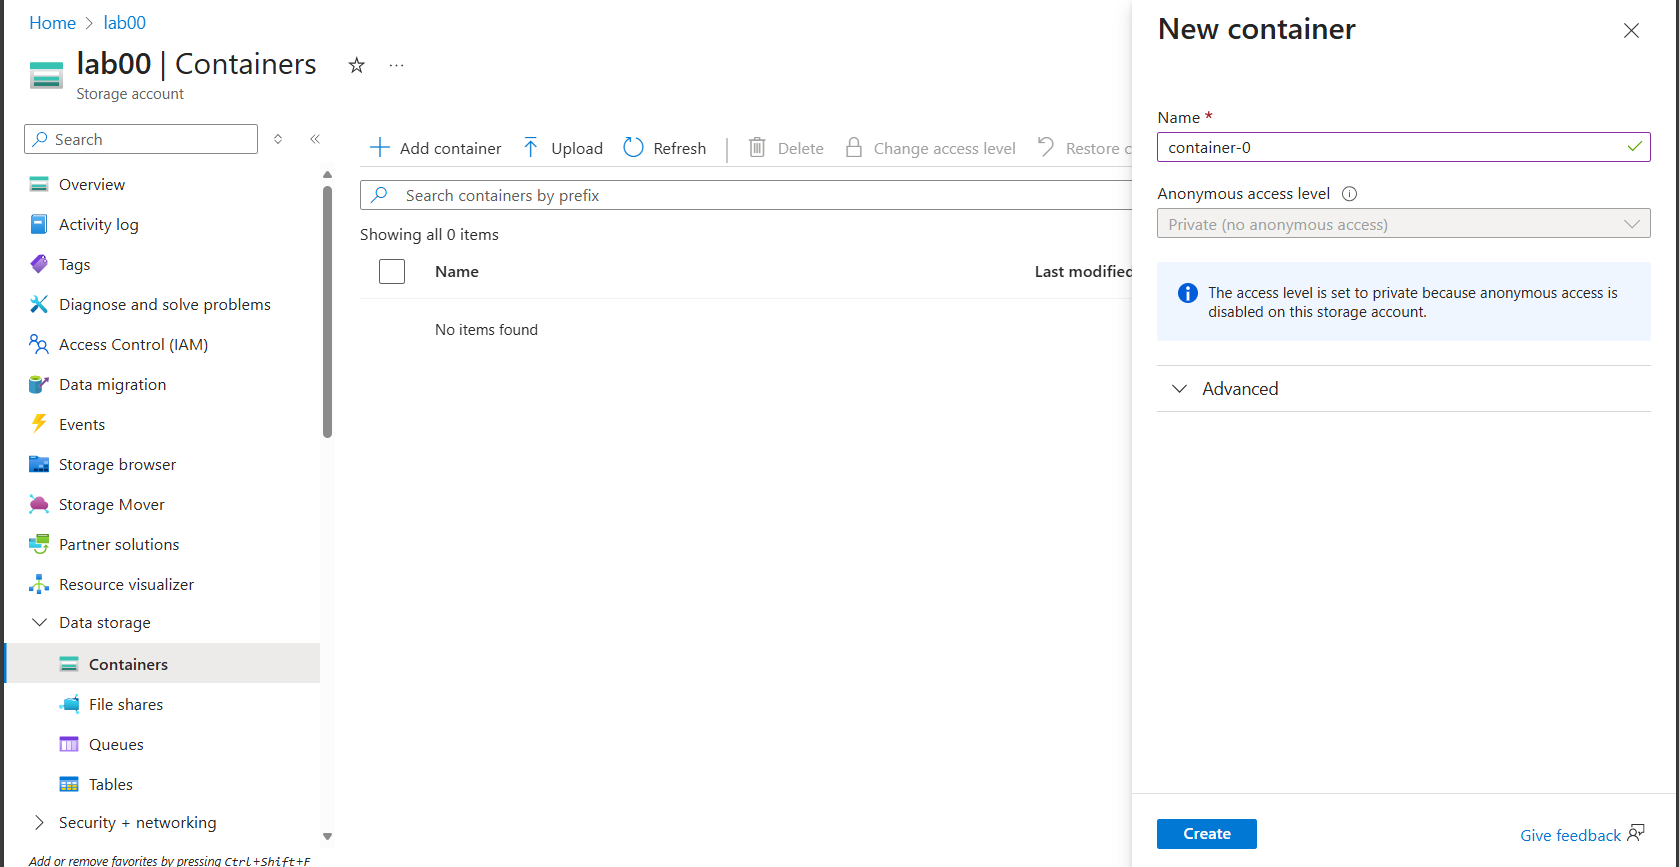 Home > lab00
lab00 | Containers
Storage account
Search
Overview
Activity log
Tags
Diagnose and solve problems
Access Control (IAM)
Data migration
Events
Storage browser
Storage Mover
Partner solutions
Resource visualizer
Data storage
Containers
File shares
Queues
Tables
Security + networking
Add or remove favorites by pressing Ctrl+Shift+F
Add container Upload Refresh Delete Change access level Restore c
Search containers by prefix
Showing all 0 items
Name Last modified
No items found
New container
Name *
container-0
Anonymous access level
Private (no anonymous access)
The access level is set to private because anonymous access is
disabled on this storage account.
Advanced
Create
Give feedback